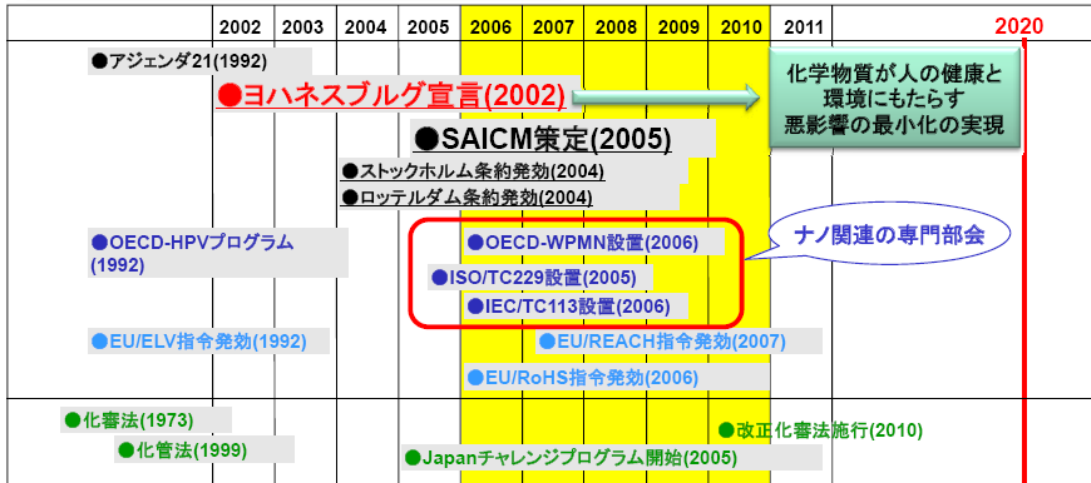 2002 2003 2004 2005 2006 2007 2008 2009 2010 2011 2020
●アジェンダ21(1992)
●ヨハネスブルグ宣言(2002)
化学物質が人の健康と
環境にもたらす
悪影響の最小化の実現
●SAICM策定(2005)
●ストックホルム条約発効(2004)
●ロッテルダム条約発効(2004)
●OECD-HPVプログラム
(1992)
●OECD-WPMN設置(2006)
ナノ関連の専門部会
●ISO/TC229設置(2005)
●IEC/TC113設置(2006)
●EU/ELV指令発効(1992)
●EU/REACH指令発効(2007)
●EU/RoHS指令発効(2006)
●化審法(1973)
●改正化審法施行(2010)
●化管法(1999)
●Japanチャレンジプログラム開始(2005)